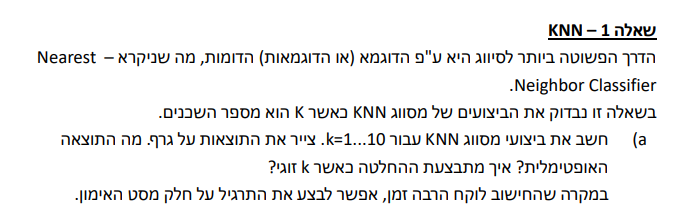 שאלה 1 – KNN
הדרך הפשוטה ביותר לסיווג היא ע"פ הדוגמא (או הדוגמאות) הדומות, מה שניקרא – Nearest
Neighbor Classifier.
בשאלה זו נבדוק את הביצועים של מסווג KNN כאשר K הוא מספר השכנים.
a) חשב את ביצועי מסווג KNN עבור k=1…10. צייר את התוצאות על גרף. מה התוצאה
האופטימלית? איך מתבצעת ההחלטה כאשר k זוגי?
במקרה שהחישוב לוקח הרבה זמן, אפשר לבצע את התרגיל על חלק מסט האימון.